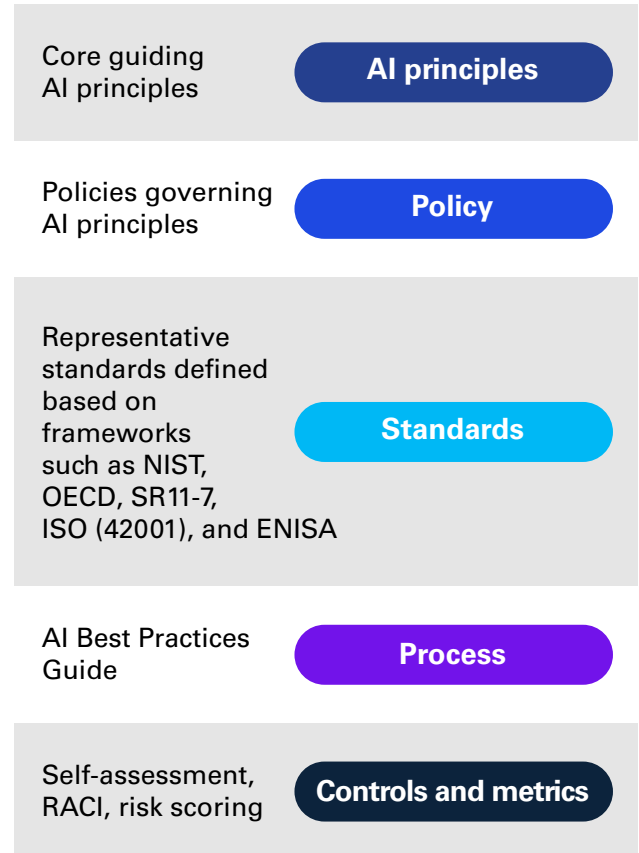 Core guiding
AI principles
AI principles
Policies governing
AI principles
Policy
Representative
standards defined
based on
frameworks
such as NIST,
OECD, SR11-7,
ISO (42001), and ENISA
Standards
AI Best Practices
Guide
Process
Self-assessment,
RACI, risk scoring
Controls and metrics